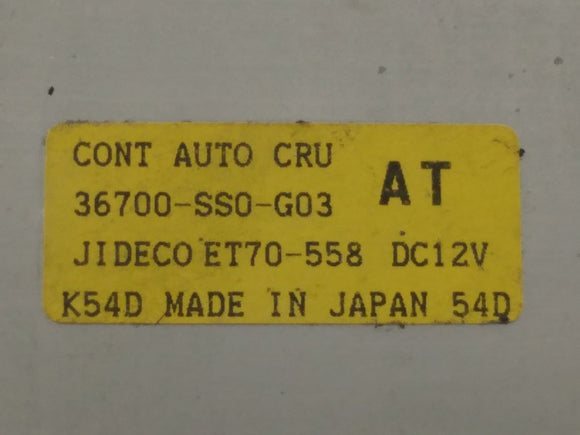 CONT AUTO CRU
AT
36700-SS0-G03
JIDECO ET70-558 DC12V
K54D MADE IN JAPAN 54D